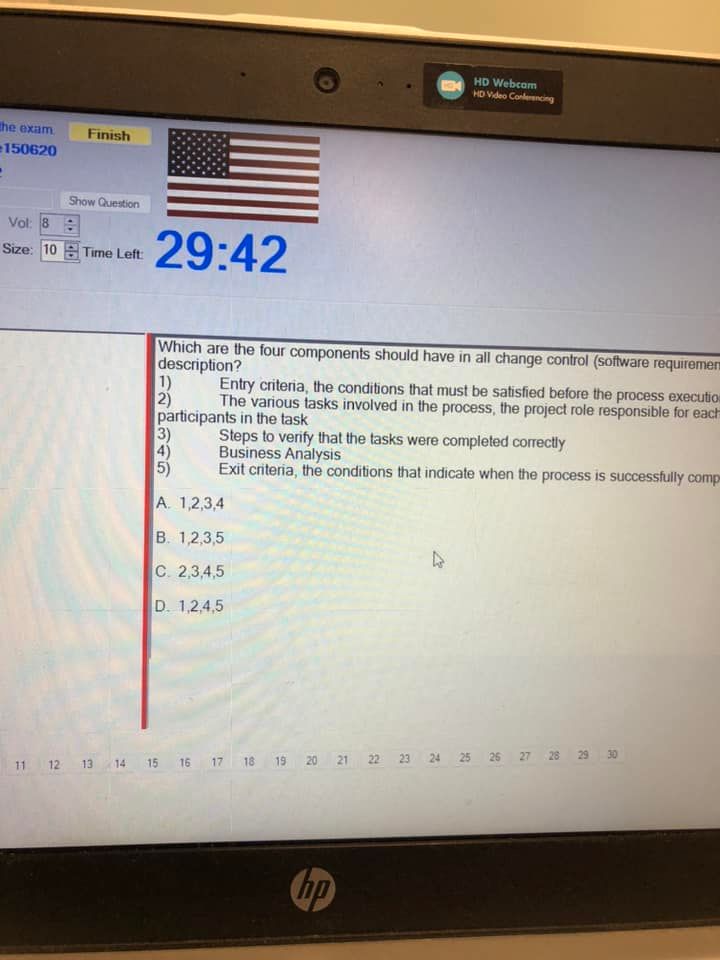 HD Webcam
HD Video Conferencing
he exam.
Finish
e150620
Show Question
Vol: 8
Size: 10 Time Left: 29:42
Which are the four components should have in all change control (software requiremen
description?
1) Entry criteria, the conditions that must be satisfied before the process executio
2) The various tasks involved in the process, the project role responsible for each
participants in the task
3) Steps to verify that the tasks were completed correctly
4) Business Analysis
5) Exit criteria, the conditions that indicate when the process is successfully comp
A. 1,2,3,4
B. 1,2,3,5
C. 2,3,4,5
D. 1,2,4,5
11 12 13 14 15 16 17 18 19 20 21 22 23 24 25 26 27 28 29 30
hp